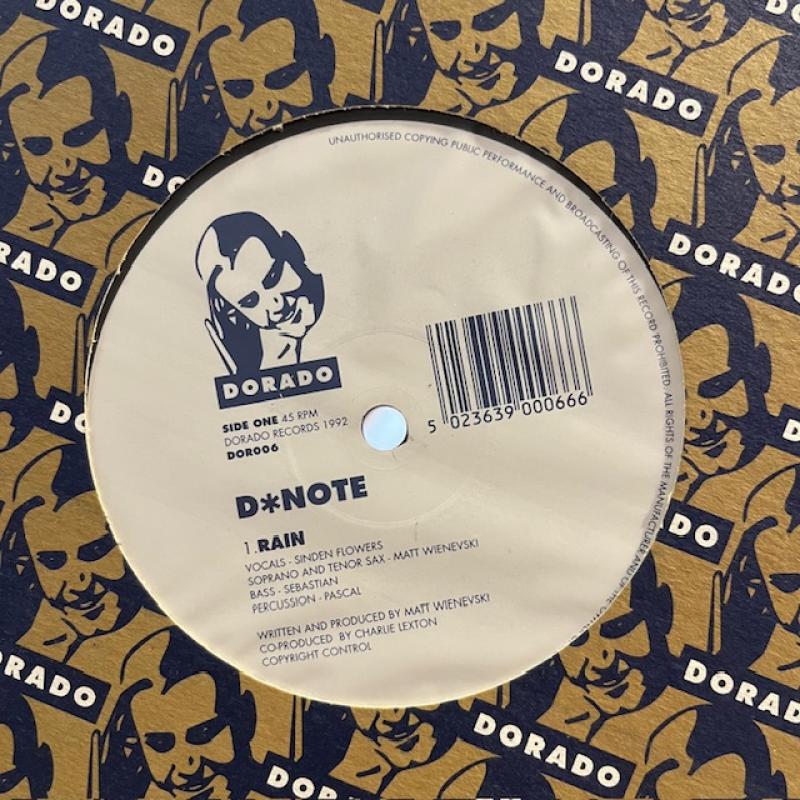 DORADO
DORADO
DORADO
DORADO
DORADO
DORADO
DORADO
DORADO
UNAUTHORISED COPYING PUBLIC PERFORMANCE AND BROADCASTING OF THIS RECORD PROHIBITED. ALL RIGHTS OF THE MANUFACTURER AND OF THE
DORADO
SIDE ONE 45 RPM
DORADO RECORDS 1992
DOR006
5 023639 000666
D*NOTE
1. RAIN
VOCALS - SINDEN FLOWERS
SOPRANO AND TENOR SAX - MATT WIENEVSKI
BASS - SEBASTIAN
PERCUSSION - PASCAL
WRITTEN AND PRODUCED BY MATT WIENEVSKI
CO-PRODUCED BY CHARLIE LEXTON
COPYRIGHT CONTROL